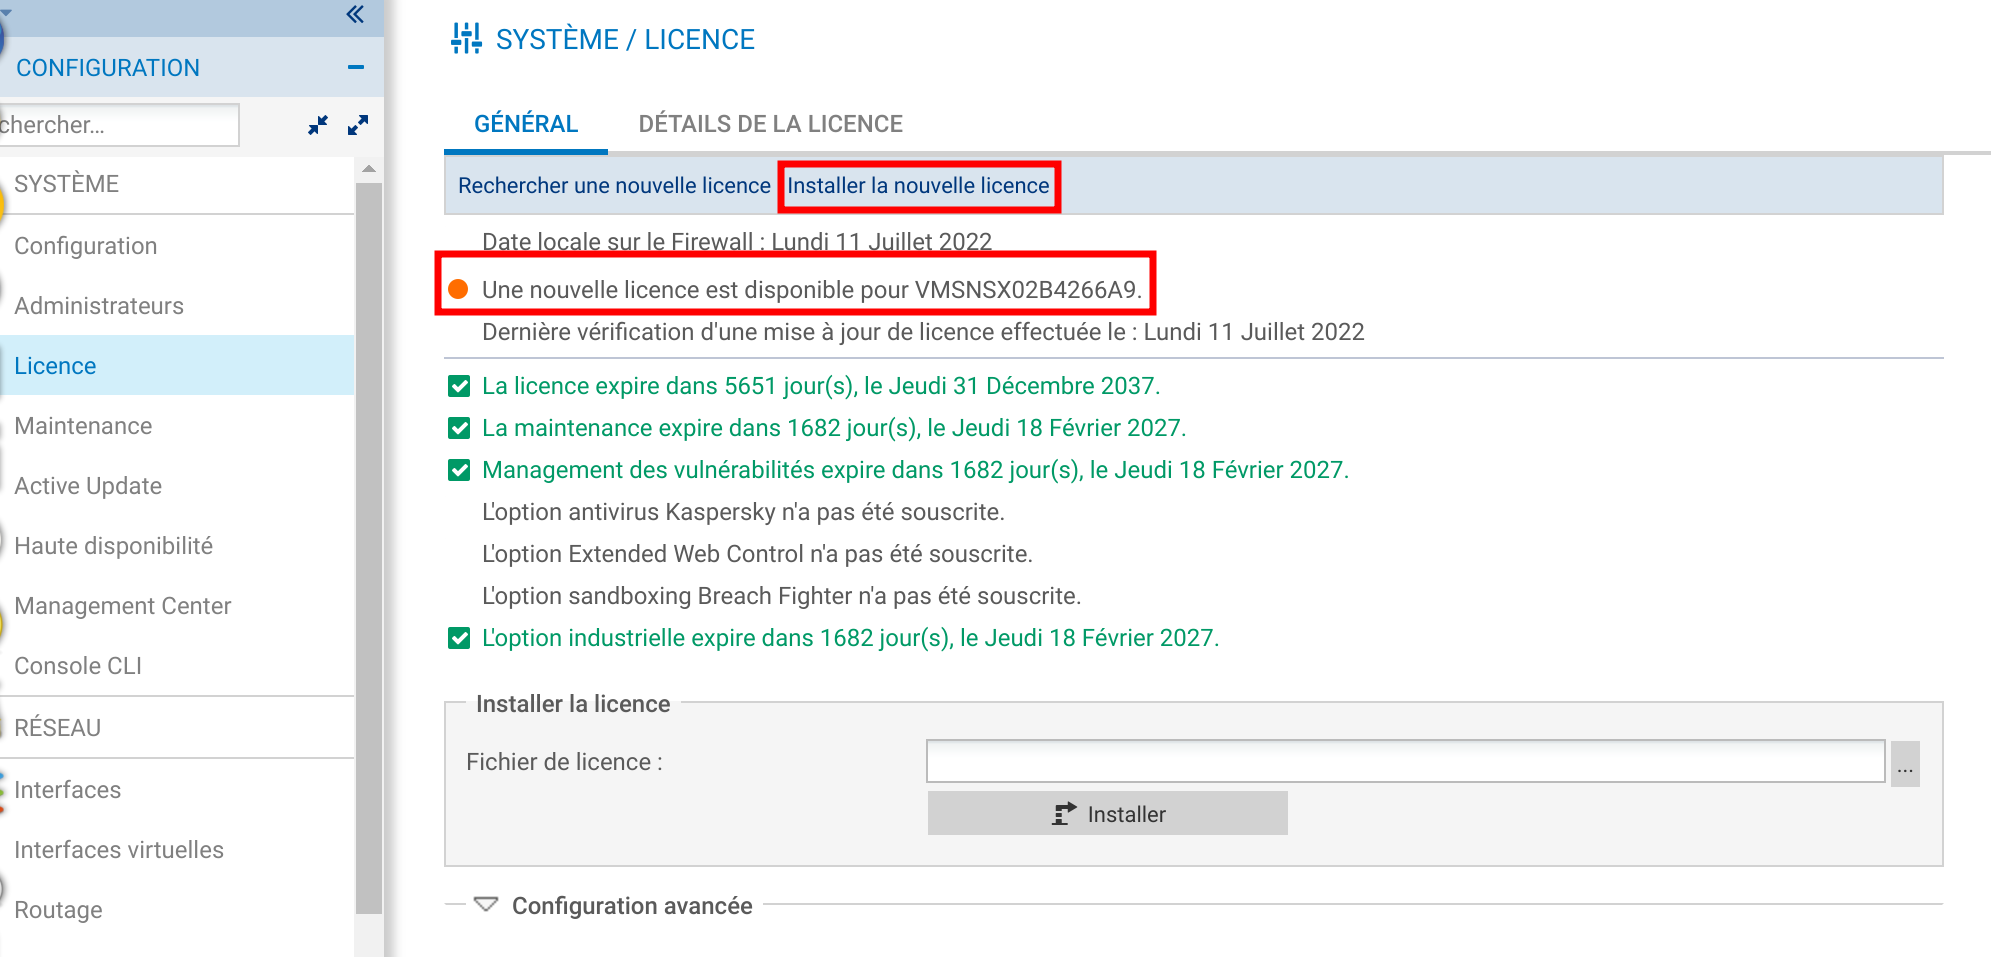 CONFIGURATION
chercher...
SYSTÈME
Configuration
Administrateurs
Licence
Maintenance
Active Update
Haute disponibilité
Management Center
Console CLI
RÉSEAU
Interfaces
Interfaces virtuelles
Routage
SYSTÈME / LICENCE
GÉNÉRAL DÉTAILS DE LA LICENCE
Rechercher une nouvelle licence Installer la nouvelle licence
Date locale sur le Firewall : Lundi 11 Juillet 2022
Une nouvelle licence est disponible pour VMSNSX02B4266A9.
Dernière vérification d'une mise à jour de licence effectuée le : Lundi 11 Juillet 2022
La licence expire dans 5651 jour(s), le Jeudi 31 Décembre 2037.
La maintenance expire dans 1682 jour(s), le Jeudi 18 Février 2027.
Management des vulnérabilités expire dans 1682 jour(s), le Jeudi 18 Février 2027.
L'option antivirus Kaspersky n'a pas été souscrite.
L'option Extended Web Control n'a pas été souscrite.
L'option sandboxing Breach Fighter n'a pas été souscrite.
L'option industrielle expire dans 1682 jour(s), le Jeudi 18 Février 2027.
Installer la licence
Fichier de licence :
...
Installer
Configuration avancée